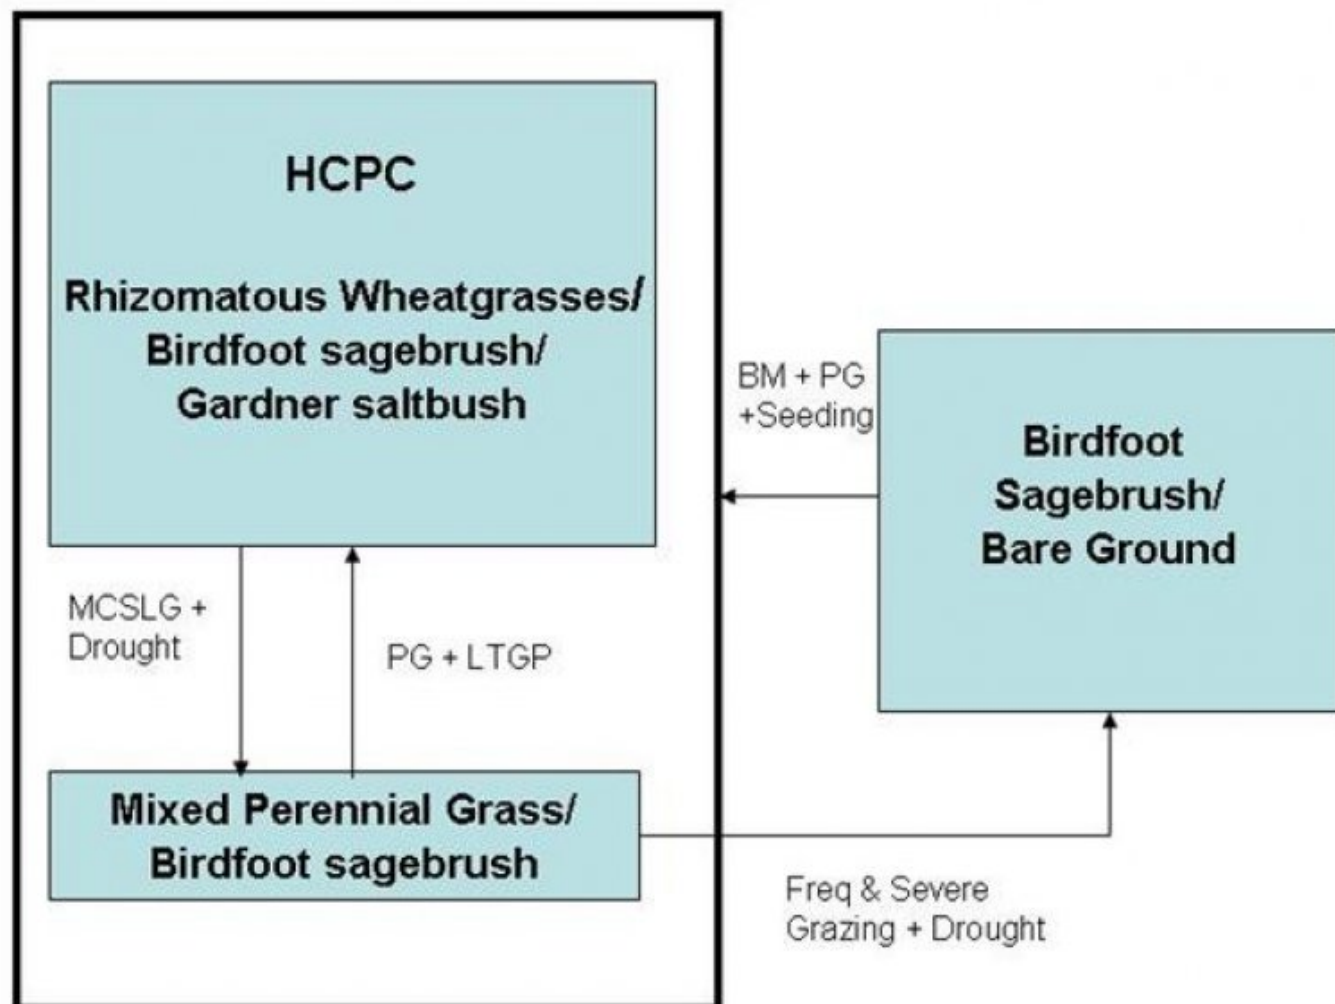 HCPC
Rhizomatous Wheatgrasses/
Birdfoot sagebrush/
Gardner saltbush
MCSLG +
Drought
PG + LTGP
Mixed Perennial Grass/
Birdfoot sagebrush
BM + PG
+Seeding
Birdfoot
Sagebrush/
Bare Ground
Freq & Severe
Grazing + Drought